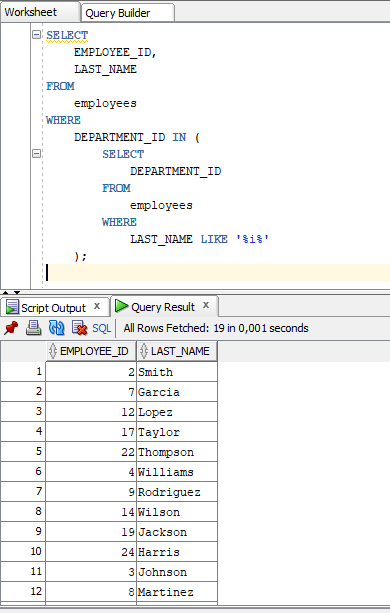 Worksheet Query Builder
SELECT
EMPLOYEE_ID,
LAST_NAME
FROM
employees
WHERE
DEPARTMENT_ID IN (
SELECT
DEPARTMENT_ID
FROM
employees
WHERE
LAST_NAME LIKE '%i%'
);
Script Output x Query Result x
SQL All Rows Fetched: 19 in 0,001 seconds
EMPLOYEE_ID LAST_NAME
1 2 Smith
2 7 Garcia
3 12 Lopez
4 17 Taylor
5 22 Thompson
6 4 Williams
7 9 Rodriguez
8 14 Wilson
9 19 Jackson
10 24 Harris
11 3 Johnson
12 8 Martinez